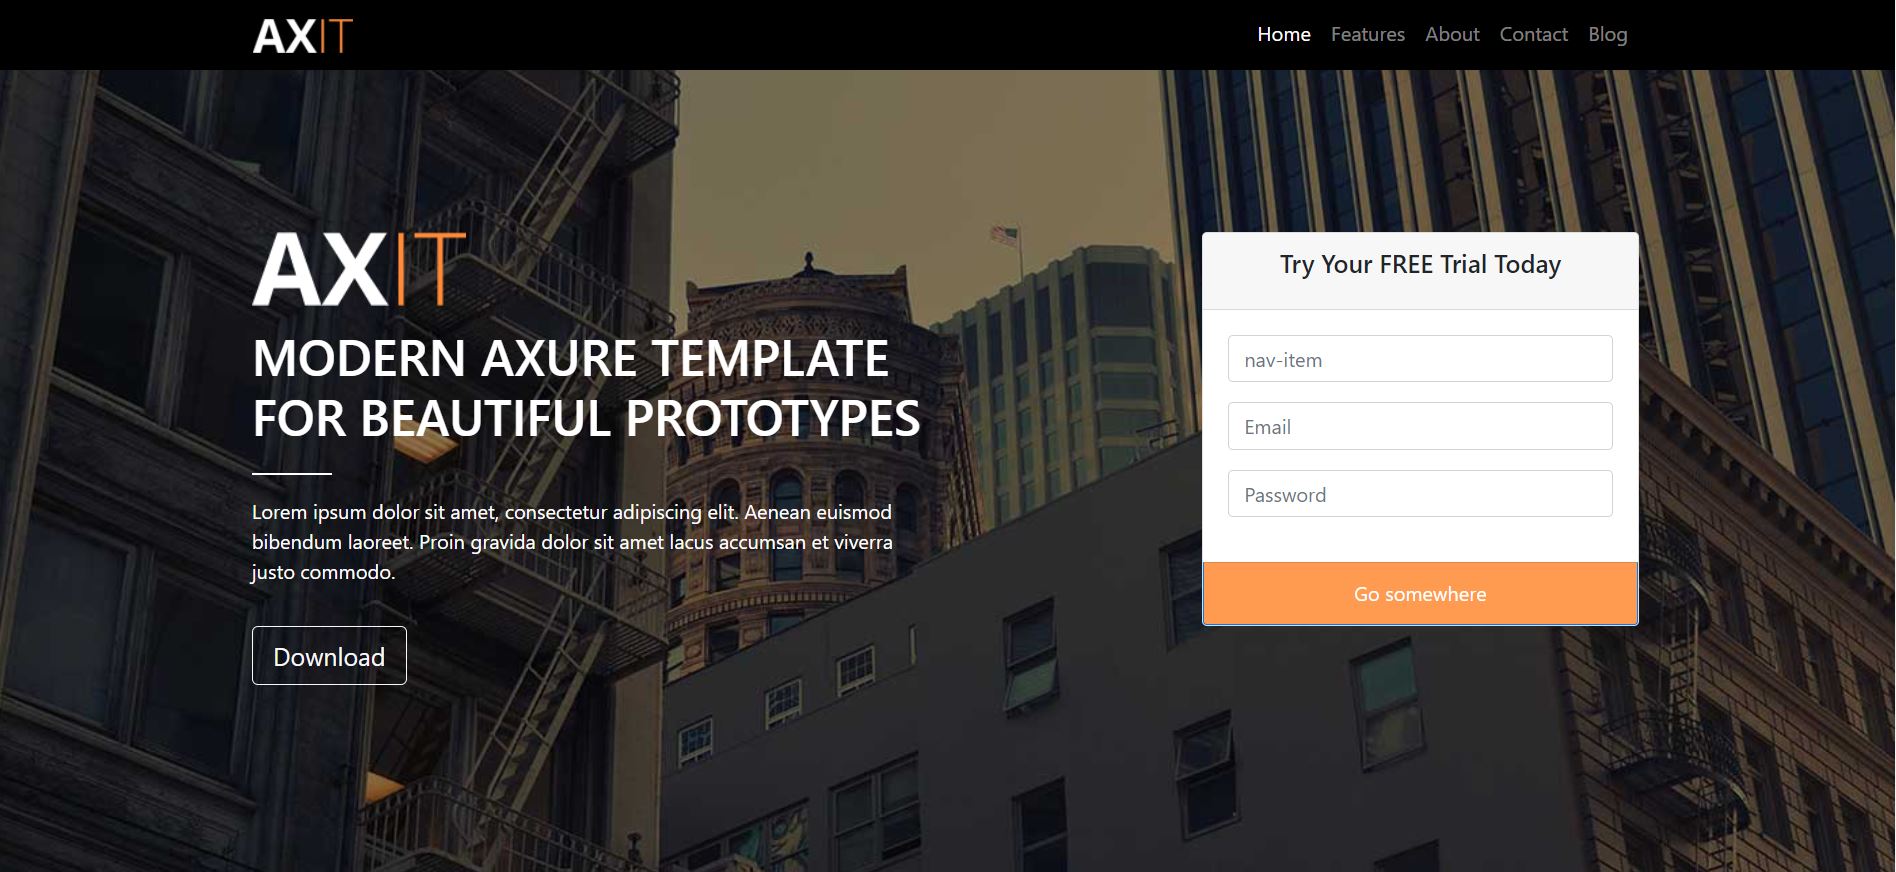 AXIT
Home Features About Contact Blog
AXIT
MODERN AXURE TEMPLATE
FOR BEAUTIFUL PROTOTYPES
Lorem ipsum dolor sit amet, consectetur adipiscing elit. Aenean euismod
bibendum laoreet. Proin gravida dolor sit amet lacus accumsan et viverra
justo commodo.
Download
Try Your FREE Trial Today
nav-item
Email
Password
Go somewhere